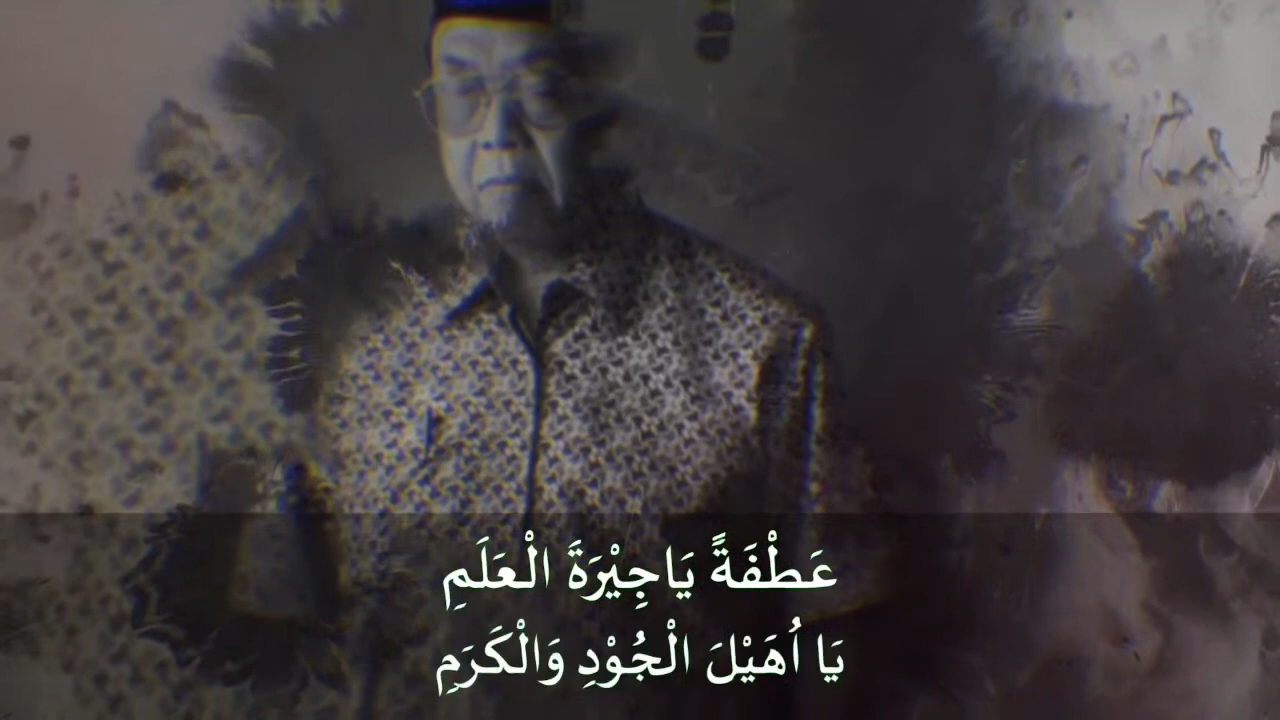 عَطْفَةً يَاجِيْرَةَ الْعَلَمِ
يَا اُهَيْلَ الْجُوْدِ وَالْكَرَمِ